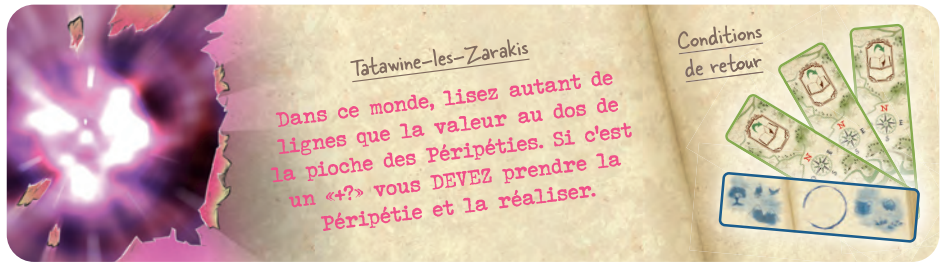 Tatawine-les-Zarakis
Dans ce monde, lisez autant de
lignes que la valeur au dos de
la pioche des Péripéties. Si c'est
un «+?» vous DEVEZ prendre la
Péripétie et la réaliser.
Conditions
de retour
N
N
N